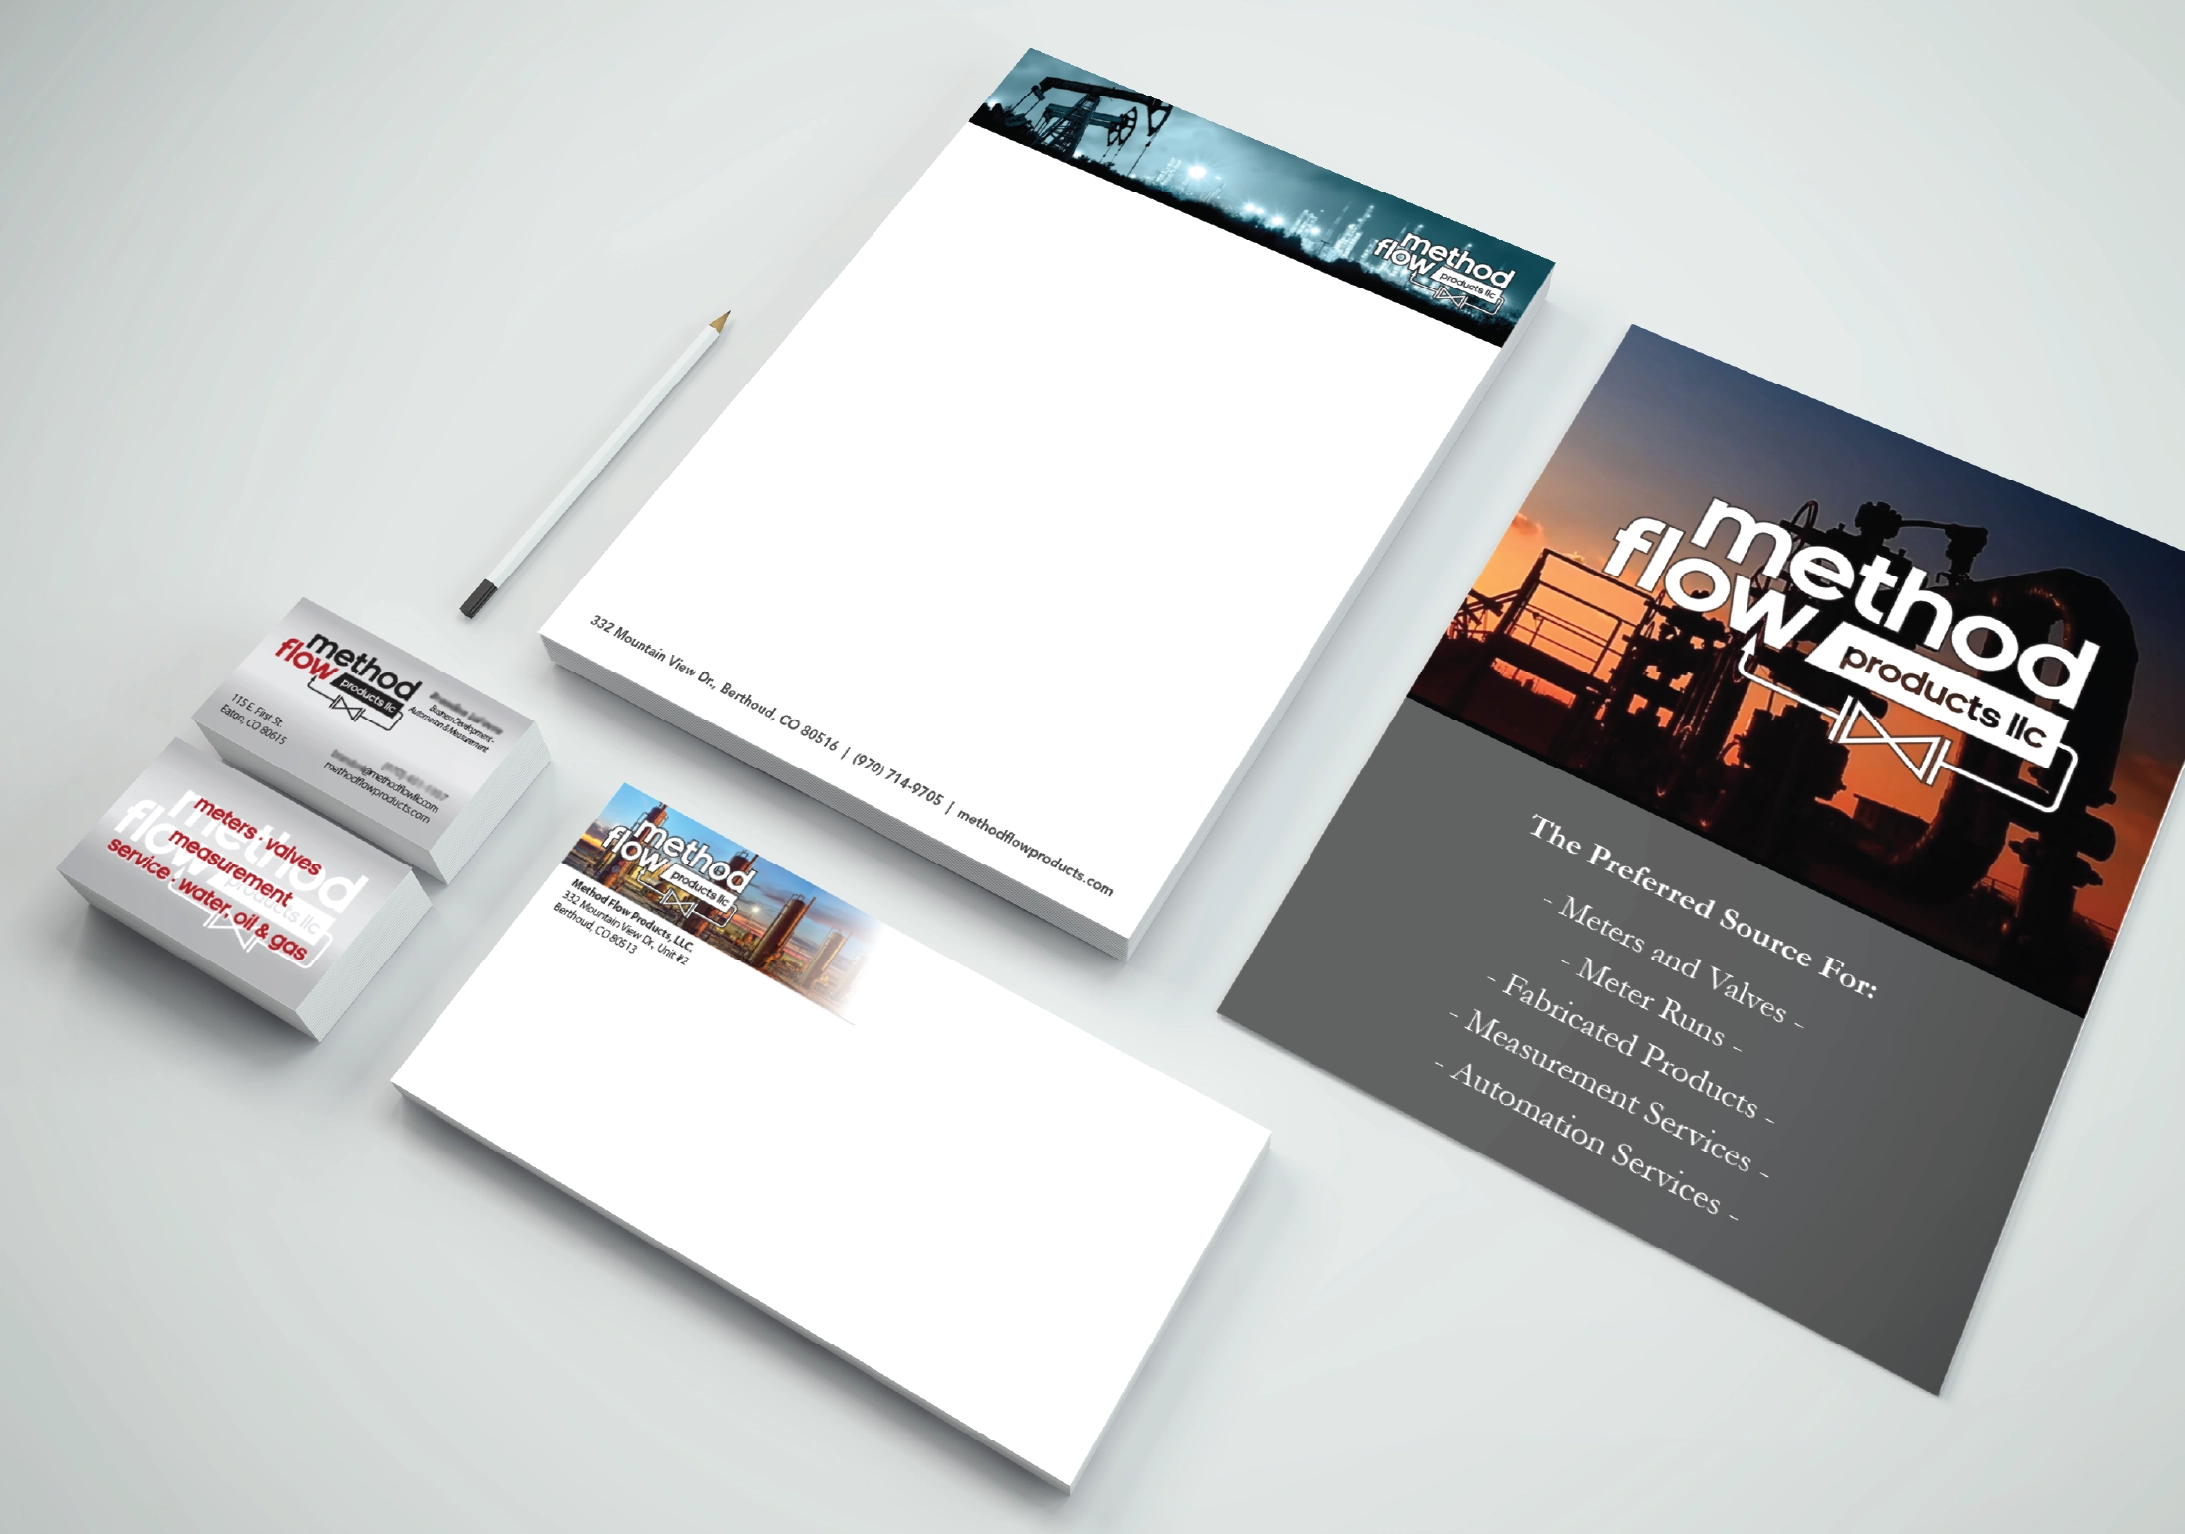 method
flow
products llc
332 Mountain View Dr., Berthoud, CO 80516 | (970) 714-9705 | methodflowproducts.com
method
flow
products llc
Business Development -
Automation & Measurement
115 E. First St.
Eaton, CO 80615
@methodflowllc.com
methodflowproducts.com
method
flow
products llc
meters · valves
measurement
service · water, oil & gas
method
flow
products llc
Method Flow Products, LLC.
332 Mountain View Dr., Unit #2
Berthoud, CO 80513
method
flow
products llc
The Preferred Source For:
- Meters and Valves -
- Meter Runs -
- Fabricated Products -
- Measurement Services -
- Automation Services -